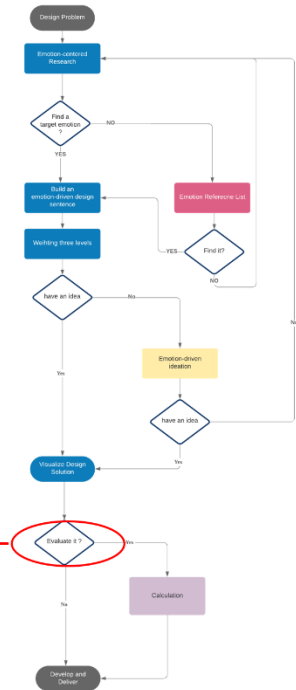 Design Problem
Emotion-centered
Research
Find a
target emotion
?
NO
YES
Build an
emotion-driven design
sentence
Emotion Referecne List
Weihting three levels
YES
Find it?
NO
have an idea
No
Emotion-driven
ideation
Yes
have an idea
No
Yes
Visualize Design
Solution
Evaluate it ?
Yes
Calculation
No
Develop and
Deliver